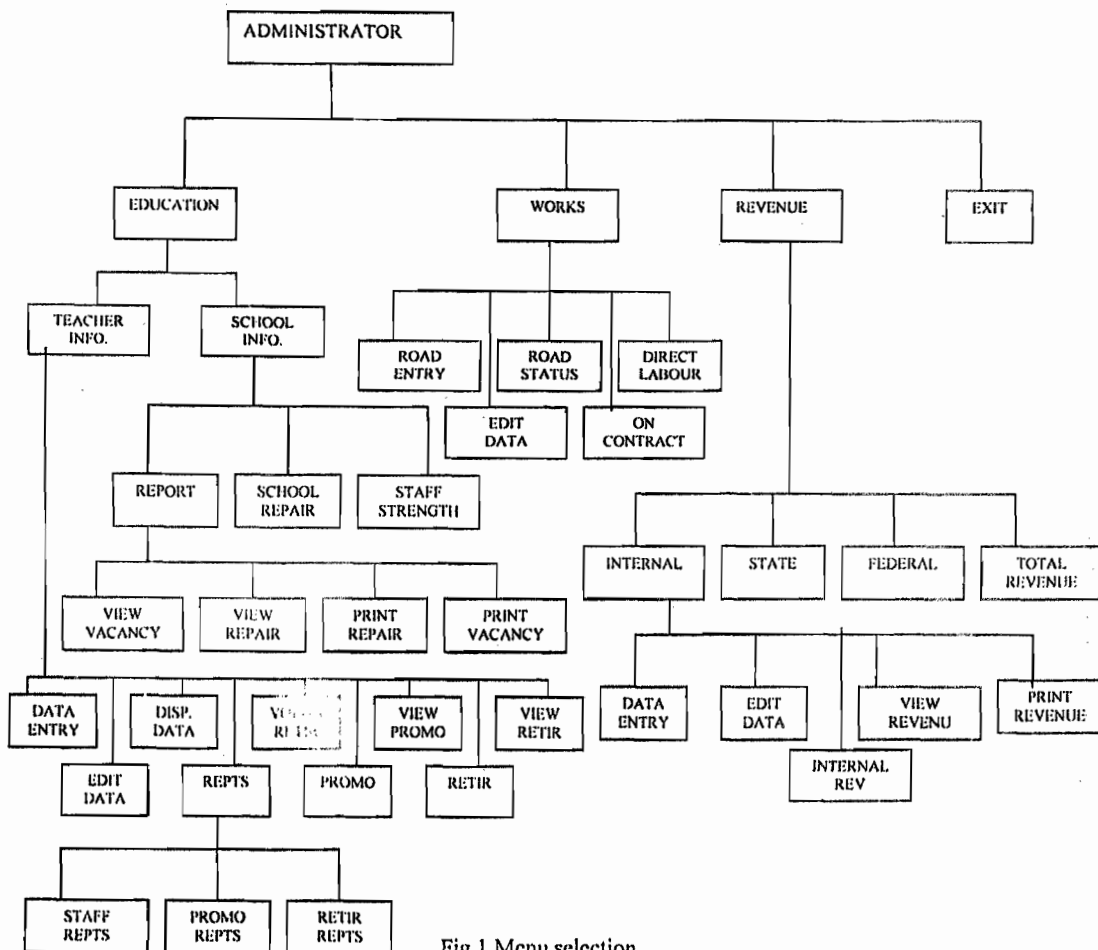 ADMINISTRATOR
EDUCATION
WORKS
REVENUE
EXIT
TEACHER
INFO.
SCHOOL
INFO.
ROAD
ENTRY
ROAD
STATUS
DIRECT
LABOUR
EDIT
DATA
ON
CONTRACT
REPORT
SCHOOL
REPAIR
STAFF
STRENGTH
INTERNAL
STATE
FEDERAL
TOTAL
REVENUE
VIEW
VACANCY
VIEW
REPAIR
PRINT
REPAIR
PRINT
VACANCY
DATA
ENTRY
DISP.
DATA
VIEW
PROMO
VIEW
RETIR
DATA
ENTRY
EDIT
DATA
VIEW
REVENU
PRINT
REVENUE
EDIT
DATA
REPTS
PROMO
RETIR
INTERNAL
REV
STAFF
REPTS
PROMO
REPTS
RETIR
REPTS
Fig 1 Menu selection